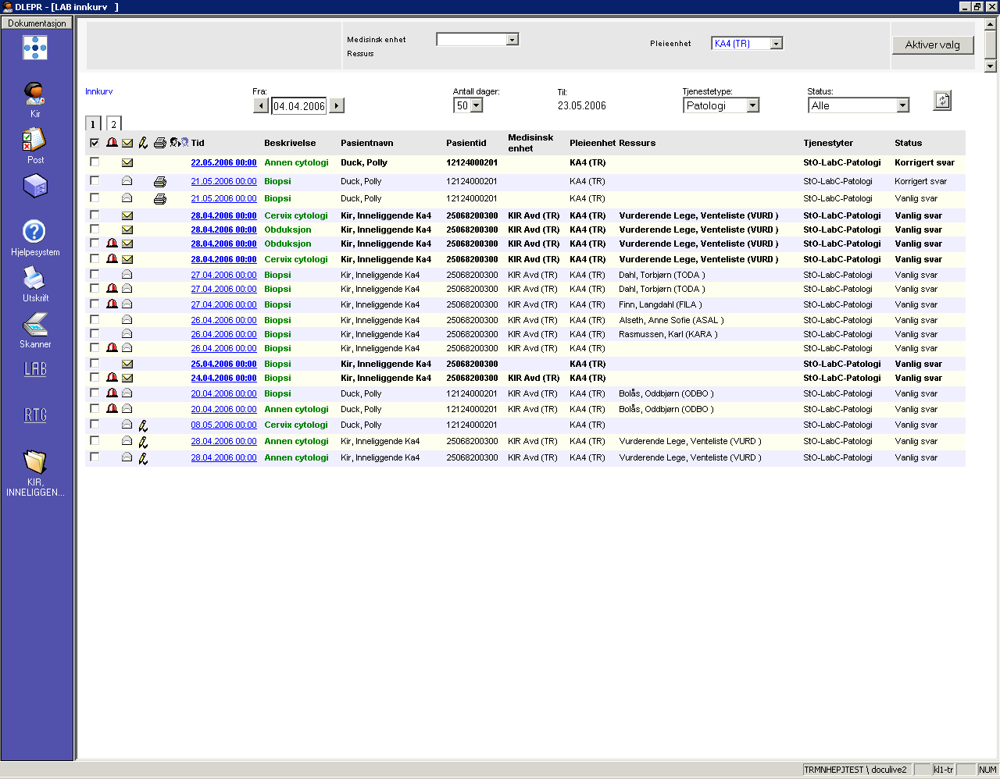 DLEPR - [LAB innkurv ]
Dokumentasjon
Kir
Post
Hjelpesystem
Utskrift
Skanner
LAB
RTG
KIR,
INNELIGGEN...
Medisinsk enhet
Ressurs
Pleieenhet KA4 (TR)
Aktiver valg
Innkurv
Fra: Antall dager: Til: Tjenestetype: Status:
04.04.2006 50 23.05.2006 Patologi Alle
1 2
Tid Beskrivelse Pasientnavn Pasientid Medisinsk enhet Pleieenhet Ressurs Tjenestyter Status
22.05.2006 00:00 Annen cytologi Duck, Polly 12124000201 KA4 (TR) StO-LabC-Patologi Korrigert svar
21.05.2006 00:00 Biopsi Duck, Polly 12124000201 KA4 (TR) StO-LabC-Patologi Korrigert svar
21.05.2006 00:00 Biopsi Duck, Polly 12124000201 KA4 (TR) StO-LabC-Patologi Vanlig svar
28.04.2006 00:00 Cervix cytologi Kir, Inneliggende Ka4 25068200300 KIR Avd (TR) KA4 (TR) Vurderende Lege, Venteliste (VURD ) StO-LabC-Patologi Vanlig svar
28.04.2006 00:00 Obduksjon Kir, Inneliggende Ka4 25068200300 KIR Avd (TR) KA4 (TR) Vurderende Lege, Venteliste (VURD ) StO-LabC-Patologi Vanlig svar
28.04.2006 00:00 Obduksjon Kir, Inneliggende Ka4 25068200300 KIR Avd (TR) KA4 (TR) Vurderende Lege, Venteliste (VURD ) StO-LabC-Patologi Vanlig svar
28.04.2006 00:00 Cervix cytologi Kir, Inneliggende Ka4 25068200300 KIR Avd (TR) KA4 (TR) Vurderende Lege, Venteliste (VURD ) StO-LabC-Patologi Vanlig svar
27.04.2006 00:00 Biopsi Kir, Inneliggende Ka4 25068200300 KIR Avd (TR) KA4 (TR) Dahl, Torbjørn (TODA ) StO-LabC-Patologi Vanlig svar
27.04.2006 00:00 Biopsi Kir, Inneliggende Ka4 25068200300 KIR Avd (TR) KA4 (TR) Dahl, Torbjørn (TODA ) StO-LabC-Patologi Vanlig svar
27.04.2006 00:00 Biopsi Kir, Inneliggende Ka4 25068200300 KIR Avd (TR) KA4 (TR) Finn, Langdahl (FILA ) StO-LabC-Patologi Vanlig svar
26.04.2006 00:00 Biopsi Kir, Inneliggende Ka4 25068200300 KIR Avd (TR) KA4 (TR) Alseth, Anne Sofie (ASAL ) StO-LabC-Patologi Vanlig svar
26.04.2006 00:00 Biopsi Kir, Inneliggende Ka4 25068200300 KIR Avd (TR) KA4 (TR) Rasmussen, Karl (KARA ) StO-LabC-Patologi Vanlig svar
26.04.2006 00:00 Biopsi Kir, Inneliggende Ka4 25068200300 KIR Avd (TR) KA4 (TR) StO-LabC-Patologi Vanlig svar
25.04.2006 00:00 Biopsi Kir, Inneliggende Ka4 25068200300 KA4 (TR) StO-LabC-Patologi Vanlig svar
24.04.2006 00:00 Biopsi Kir, Inneliggende Ka4 25068200300 KIR Avd (TR) KA4 (TR) StO-LabC-Patologi Vanlig svar
20.04.2006 00:00 Biopsi Duck, Polly 12124000201 KIR Avd (TR) KA4 (TR) Bolås, Oddbjørn (ODBO ) StO-LabC-Patologi Vanlig svar
20.04.2006 00:00 Annen cytologi Duck, Polly 12124000201 KIR Avd (TR) KA4 (TR) Bolås, Oddbjørn (ODBO ) StO-LabC-Patologi Vanlig svar
08.05.2006 00:00 Cervix cytologi Duck, Polly 12124000201 KA4 (TR) StO-LabC-Patologi Vanlig svar
28.04.2006 00:00 Annen cytologi Kir, Inneliggende Ka4 25068200300 KIR Avd (TR) KA4 (TR) Vurderende Lege, Venteliste (VURD ) StO-LabC-Patologi Vanlig svar
28.04.2006 00:00 Annen cytologi Kir, Inneliggende Ka4 25068200300 KIR Avd (TR) KA4 (TR) Vurderende Lege, Venteliste (VURD ) StO-LabC-Patologi Vanlig svar
TRMNHEPJTEST \ doculive2 kl1-tr NUM